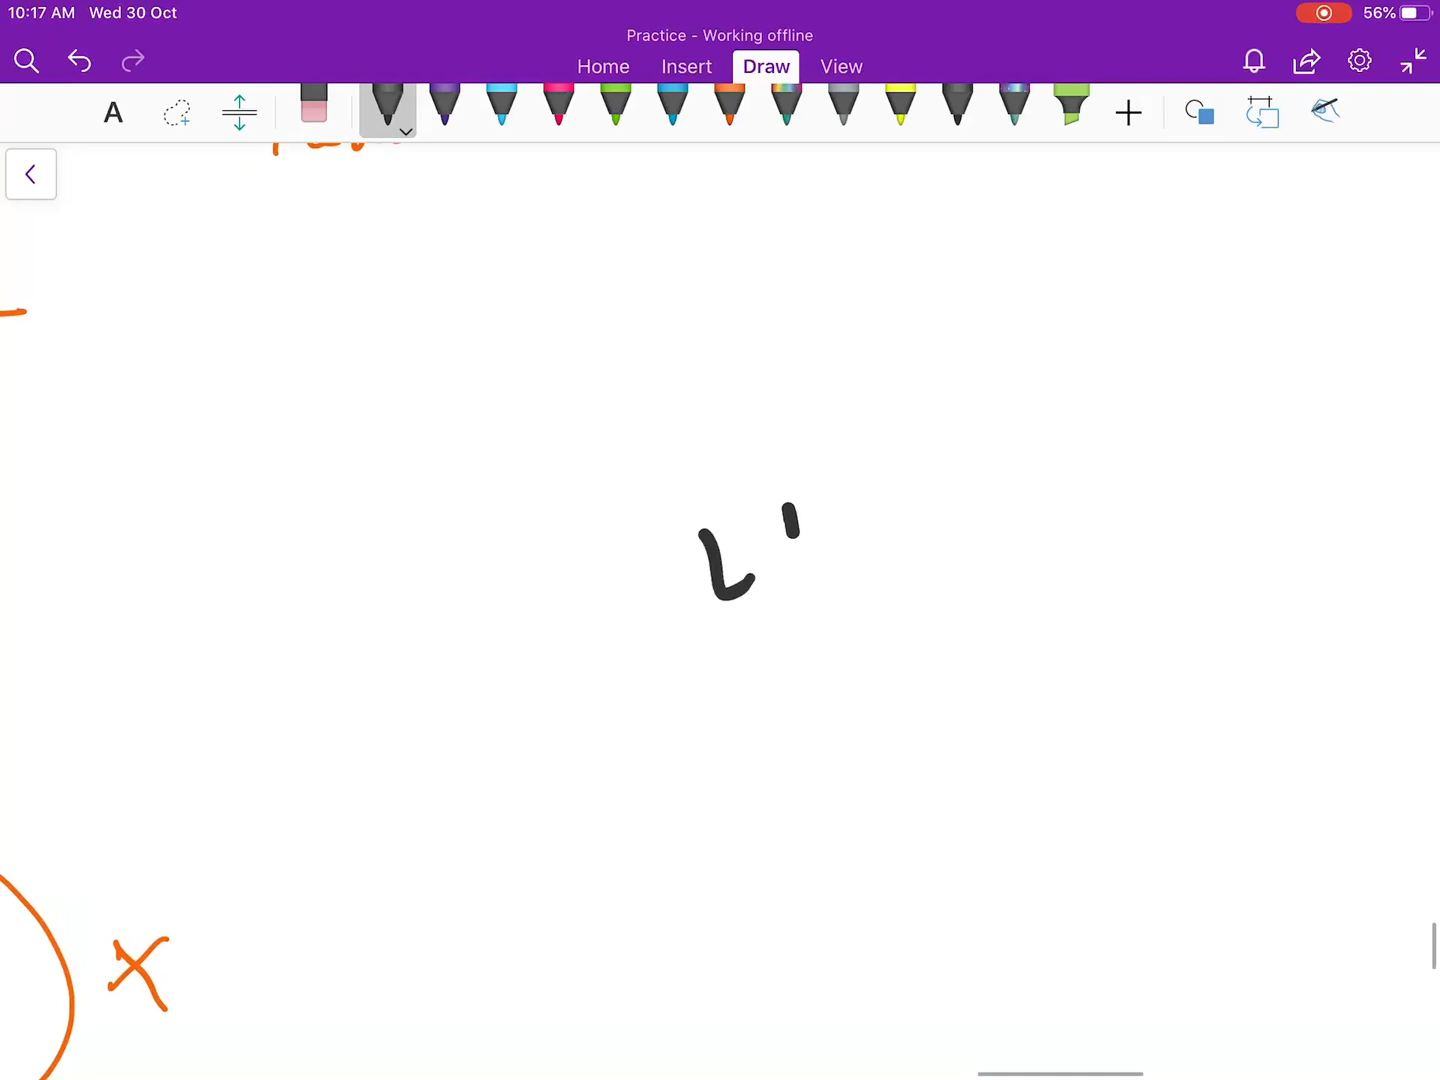 10:17 AM Wed 30 Oct
56%
Practice - Working offline
Home Insert Draw View
A
L'
X